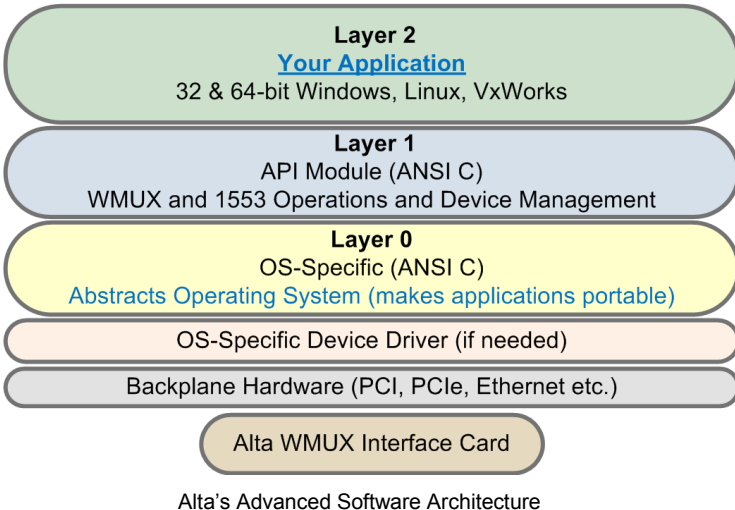 Layer 2
Your Application
32 & 64-bit Windows, Linux, VxWorks
Layer 1
API Module (ANSI C)
WMUX and 1553 Operations and Device Management
Layer 0
OS-Specific (ANSI C)
Abstracts Operating System (makes applications portable)
OS-Specific Device Driver (if needed)
Backplane Hardware (PCI, PCIe, Ethernet etc.)
Alta WMUX Interface Card
Alta's Advanced Software Architecture